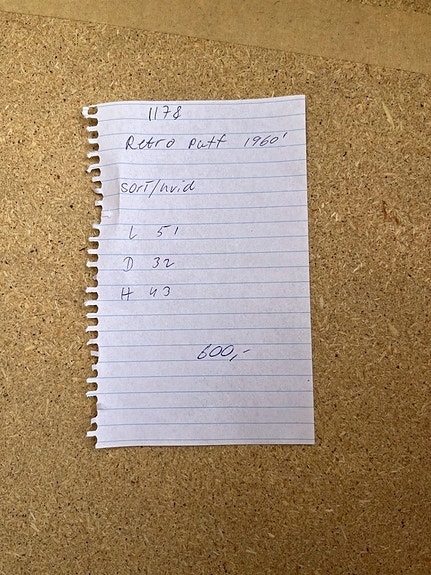 1178
Retro puff 1960'
sort/hvid
L 51
D 32
H 43
600,-